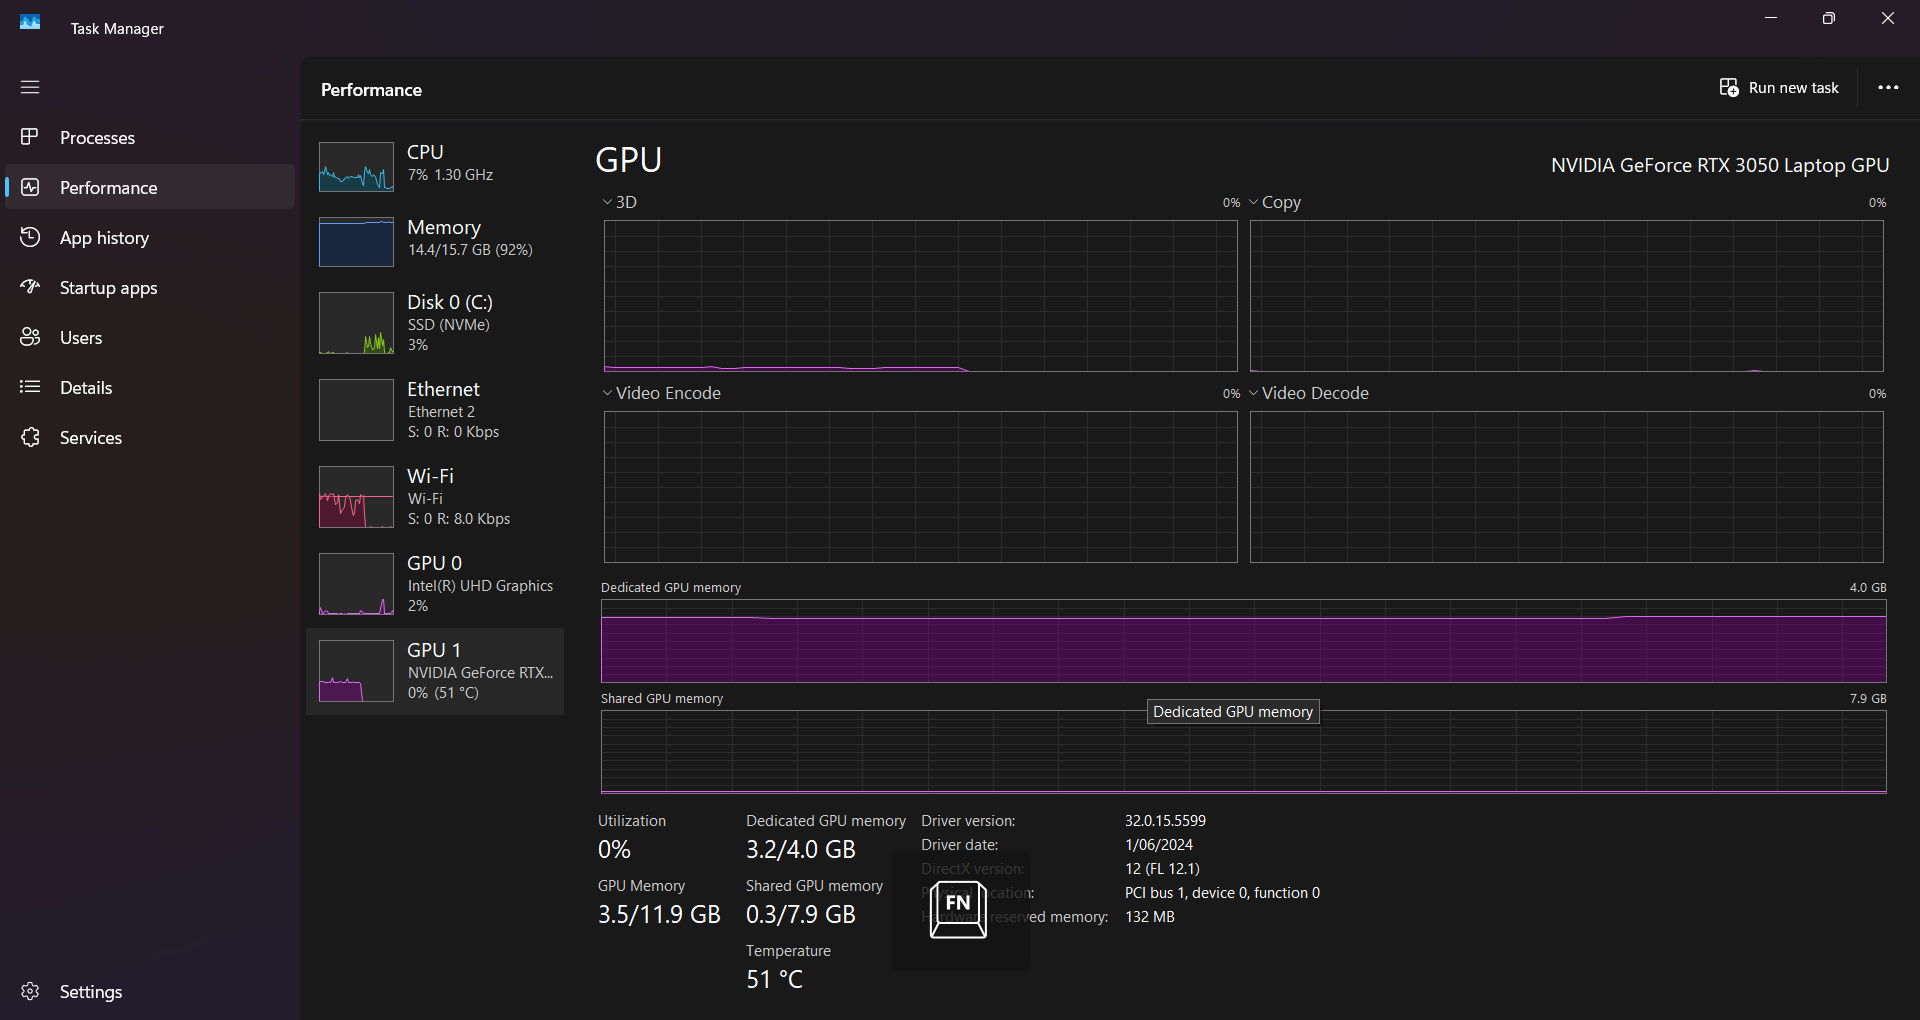 Task Manager
Performance
Run new task
Processes
Performance
App history
Startup apps
Users
Details
Services
Settings
CPU
7% 1.30 GHz
Memory
14.4/15.7 GB (92%)
Disk 0 (C:)
SSD (NVMe)
3%
Ethernet
Ethernet 2
S: 0 R: 0 Kbps
Wi-Fi
Wi-Fi
S: 0 R: 8.0 Kbps
GPU 0
Intel(R) UHD Graphics
2%
GPU 1
NVIDIA GeForce RTX...
0% (51 °C)
GPU
NVIDIA GeForce RTX 3050 Laptop GPU
3D 0%
Copy 0%
Video Encode 0%
Video Decode 0%
Dedicated GPU memory 4.0 GB
Shared GPU memory 7.9 GB
Dedicated GPU memory
Utilization
0%
Dedicated GPU memory
3.2/4.0 GB
GPU Memory
3.5/11.9 GB
Shared GPU memory
0.3/7.9 GB
Temperature
51 °C
Driver version: 32.0.15.5599
Driver date: 1/06/2024
DirectX version: 12 (FL 12.1)
Physical location: PCI bus 1, device 0, function 0
Hardware reserved memory: 132 MB
FN